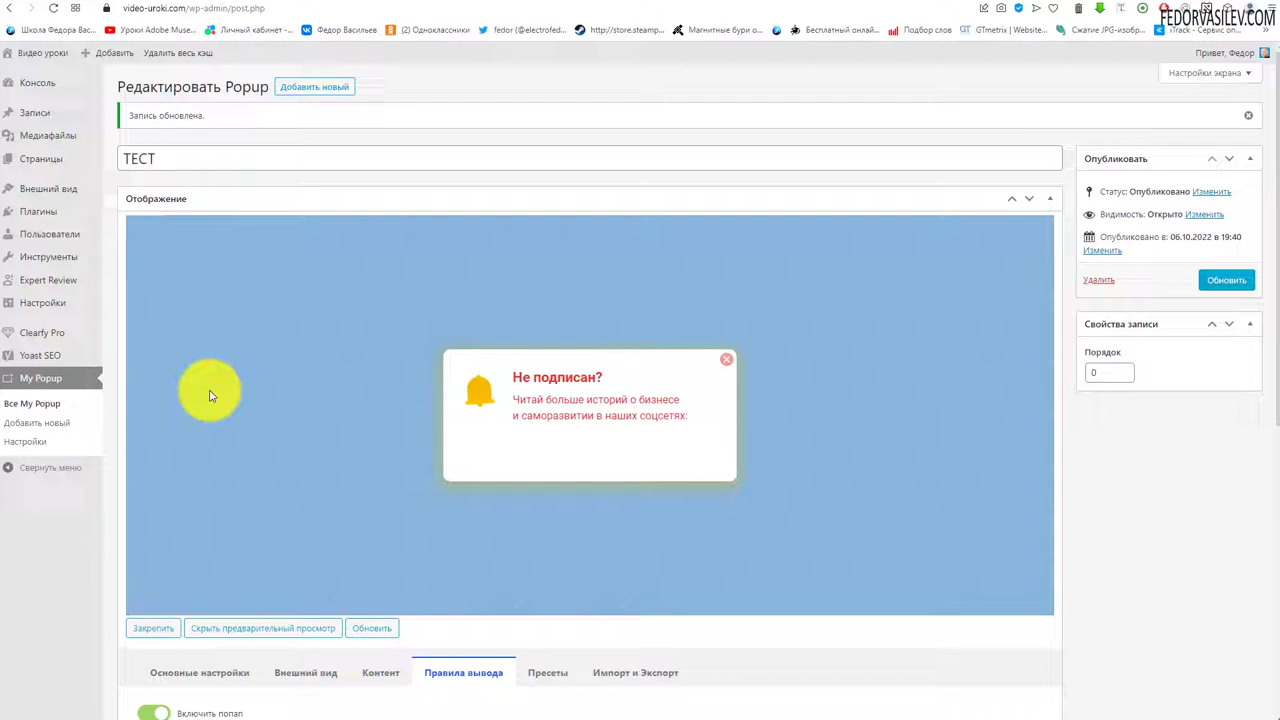 video-uroki.com/wp-admin/post.php
FEDORVASILEV.COM
Школа Федора Вас...
Уроки Adobe Muse...
Личный кабинет -...
Федор Васильев
(2) Одноклассники
fedor (@electrofed...
http://store.steamp...
Магнитные бури о...
Бесплатный онлай...
Подбор слов
GTmetrix | Website...
Сжатие JPG-изобр...
iTrack - Сервис оп...
Видео уроки
Добавить
Удалить весь кэш
Привет, Федор
Консоль
Записи
Медиафайлы
Страницы
Внешний вид
Плагины
Пользователи
Инструменты
Expert Review
Настройки
Clearfy Pro
Yoast SEO
My Popup
Все My Popup
Добавить новый
Настройки
Свернуть меню
Настройки экрана
Редактировать Popup
Добавить новый
Запись обновлена.
ТЕСТ
Отображение
Не подписан?
Читай больше историй о бизнесе
и саморазвитии в наших соцсетях:
Закрепить
Скрыть предварительный просмотр
Обновить
Основные настройки
Внешний вид
Контент
Правила вывода
Пресеты
Импорт и Экспорт
Включить попап
Опубликовать
Статус: Опубликовано Изменить
Видимость: Открыто Изменить
Опубликовано в: 06.10.2022 в 19:40
Изменить
Удалить
Обновить
Свойства записи
Порядок
0